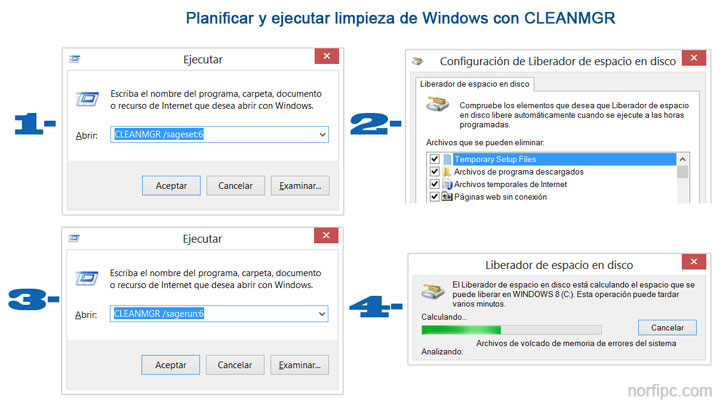 Planificar y ejecutar limpieza de Windows con CLEANMGR
1-
Ejecutar
Escriba el nombre del programa, carpeta, documento
o recurso de Internet que desea abrir con Windows.
Abrir:
CLEANMGR /sageset:6
Aceptar
Cancelar
Examinar...
2-
Configuración de Liberador de espacio en disco
Liberador de espacio en disco
Compruebe los elementos que desea que Liberador de espacio
en disco libere automáticamente cuando se ejecute a las horas
programadas.
Archivos que se pueden eliminar:
Temporary Setup Files
Archivos de programa descargados
Archivos temporales de Internet
Páginas web sin conexión
3-
Ejecutar
Escriba el nombre del programa, carpeta, documento
o recurso de Internet que desea abrir con Windows.
Abrir:
CLEANMGR /sagerun:6
Aceptar
Cancelar
Examinar...
4-
Liberador de espacio en disco
El Liberador de espacio en disco está calculando el espacio que se
puede liberar en WINDOWS 8 (C:). Esta operación puede tardar
varios minutos.
Calculando...
Cancelar
Archivos de volcado de memoria de errores del sistema
Analizando:
norfipc.com